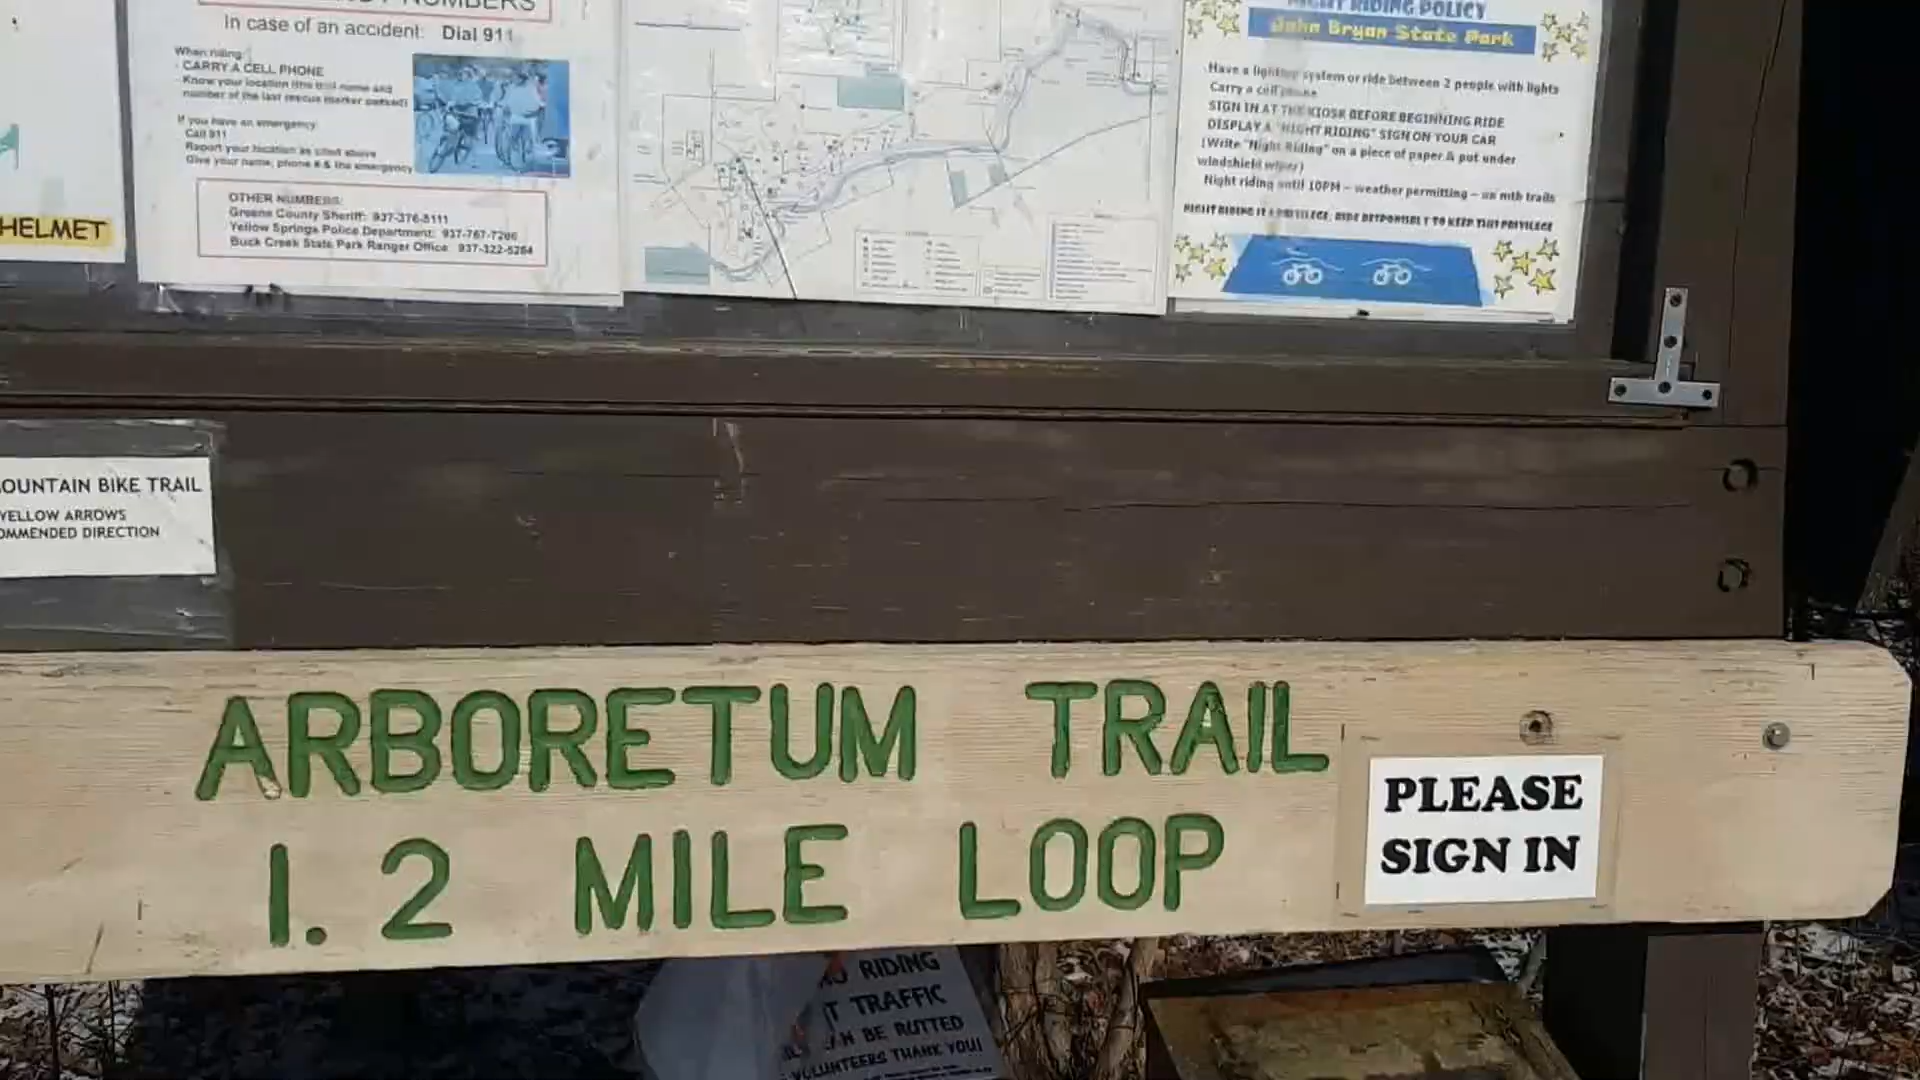 NUMBERS
In case of an accident: Dial 911
When riding:
- CARRY A CELL PHONE
- Know your location (the trail name and
number of the last rescue marker passed)
If you have an emergency:
Call 911
Report your location as cited above
Give your name, phone # & the emergency
OTHER NUMBERS:
Greene County Sheriff: 937-376-5111
Yellow Springs Police Department: 937-767-7206
Buck Creek State Park Ranger Office: 937-322-5284
HELMET
NIGHT RIDING POLICY
John Bryan State Park
Have a lighting system or ride between 2 people with lights
Carry a cell phone
SIGN IN AT THE KIOSK BEFORE BEGINNING RIDE
DISPLAY A "NIGHT RIDING" SIGN ON YOUR CAR
(Write "Night Riding" on a piece of paper & put under
windshield wiper)
Night riding until 10PM - weather permitting - on mtb trails
NIGHT RIDING IS A PRIVILEGE, RIDE RESPONSIBLY TO KEEP THIS PRIVILEGE
OUNTAIN BIKE TRAIL
YELLOW ARROWS
OMMENDED DIRECTION
ARBORETUM TRAIL
1.2 MILE LOOP
PLEASE
SIGN IN
RIDING
T TRAFFIC
BE RUTTED
VOLUNTEERS THANK YOU!